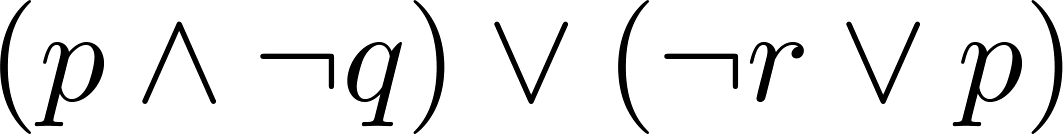 (p ∧ ¬q) ∨ (¬r ∨ p)